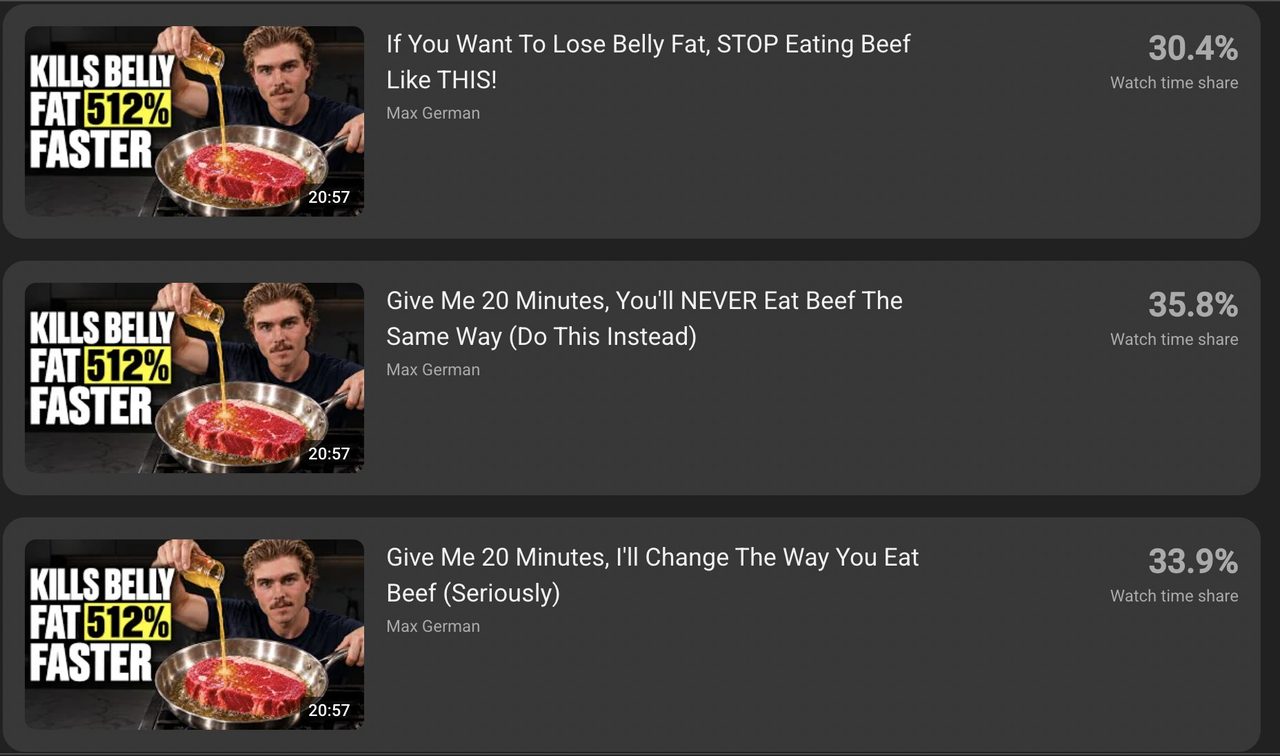 KILLS BELLY
FAT 512%
FASTER
20:57
If You Want To Lose Belly Fat, STOP Eating Beef
Like THIS!
Max German
30.4%
Watch time share
KILLS BELLY
FAT 512%
FASTER
20:57
Give Me 20 Minutes, You'll NEVER Eat Beef The
Same Way (Do This Instead)
Max German
35.8%
Watch time share
KILLS BELLY
FAT 512%
FASTER
20:57
Give Me 20 Minutes, I'll Change The Way You Eat
Beef (Seriously)
Max German
33.9%
Watch time share